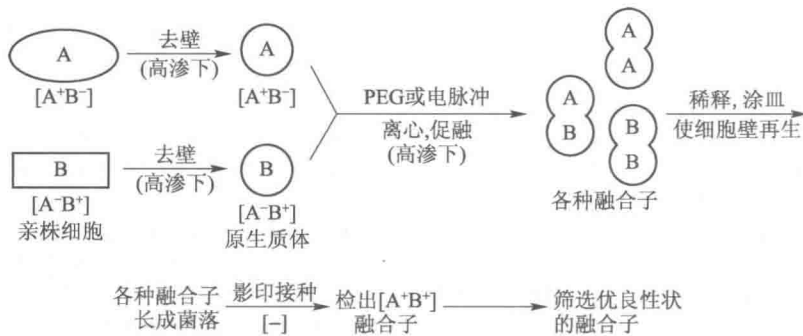 A
去壁
(高渗下)
A
[A⁺B⁻]
[A⁺B⁻]
B
去壁
(高渗下)
B
[A⁻B⁺]
亲株细胞
[A⁻B⁺]
原生质体
PEG或电脉冲
离心,促融
(高渗下)
A
A
A
B
B
B
各种融合子
稀释,涂皿
使细胞壁再生
各种融合子
长成菌落
影印接种
[−]
检出[A⁺B⁺]
融合子
筛选优良性状
的融合子